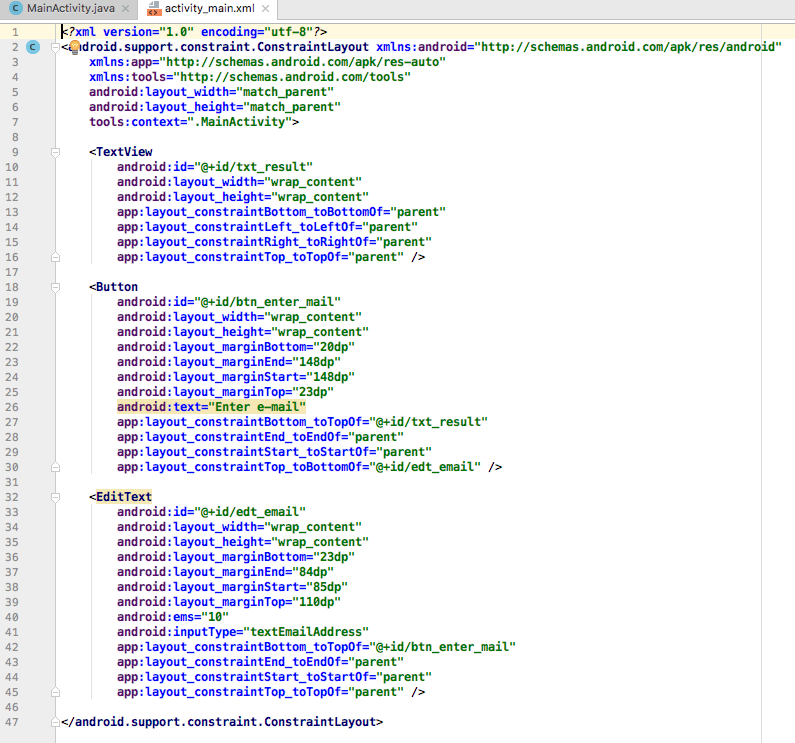 MainActivity.java
activity_main.xml
1 <?xml version="1.0" encoding="utf-8"?>
2 <android.support.constraint.ConstraintLayout xmlns:android="http://schemas.android.com/apk/res/android"
3     xmlns:app="http://schemas.android.com/apk/res-auto"
4     xmlns:tools="http://schemas.android.com/tools"
5     android:layout_width="match_parent"
6     android:layout_height="match_parent"
7     tools:context=".MainActivity">
8
9     <TextView
10         android:id="@+id/txt_result"
11         android:layout_width="wrap_content"
12         android:layout_height="wrap_content"
13         app:layout_constraintBottom_toBottomOf="parent"
14         app:layout_constraintLeft_toLeftOf="parent"
15         app:layout_constraintRight_toRightOf="parent"
16         app:layout_constraintTop_toTopOf="parent" />
17
18     <Button
19         android:id="@+id/btn_enter_mail"
20         android:layout_width="wrap_content"
21         android:layout_height="wrap_content"
22         android:layout_marginBottom="20dp"
23         android:layout_marginEnd="148dp"
24         android:layout_marginStart="148dp"
25         android:layout_marginTop="23dp"
26         android:text="Enter e-mail"
27         app:layout_constraintBottom_toTopOf="@+id/txt_result"
28         app:layout_constraintEnd_toEndOf="parent"
29         app:layout_constraintStart_toStartOf="parent"
30         app:layout_constraintTop_toBottomOf="@+id/edt_email" />
31
32     <EditText
33         android:id="@+id/edt_email"
34         android:layout_width="wrap_content"
35         android:layout_height="wrap_content"
36         android:layout_marginBottom="23dp"
37         android:layout_marginEnd="84dp"
38         android:layout_marginStart="85dp"
39         android:layout_marginTop="110dp"
40         android:ems="10"
41         android:inputType="textEmailAddress"
42         app:layout_constraintBottom_toTopOf="@+id/btn_enter_mail"
43         app:layout_constraintEnd_toEndOf="parent"
44         app:layout_constraintStart_toStartOf="parent"
45         app:layout_constraintTop_toTopOf="parent" />
46
47 </android.support.constraint.ConstraintLayout>